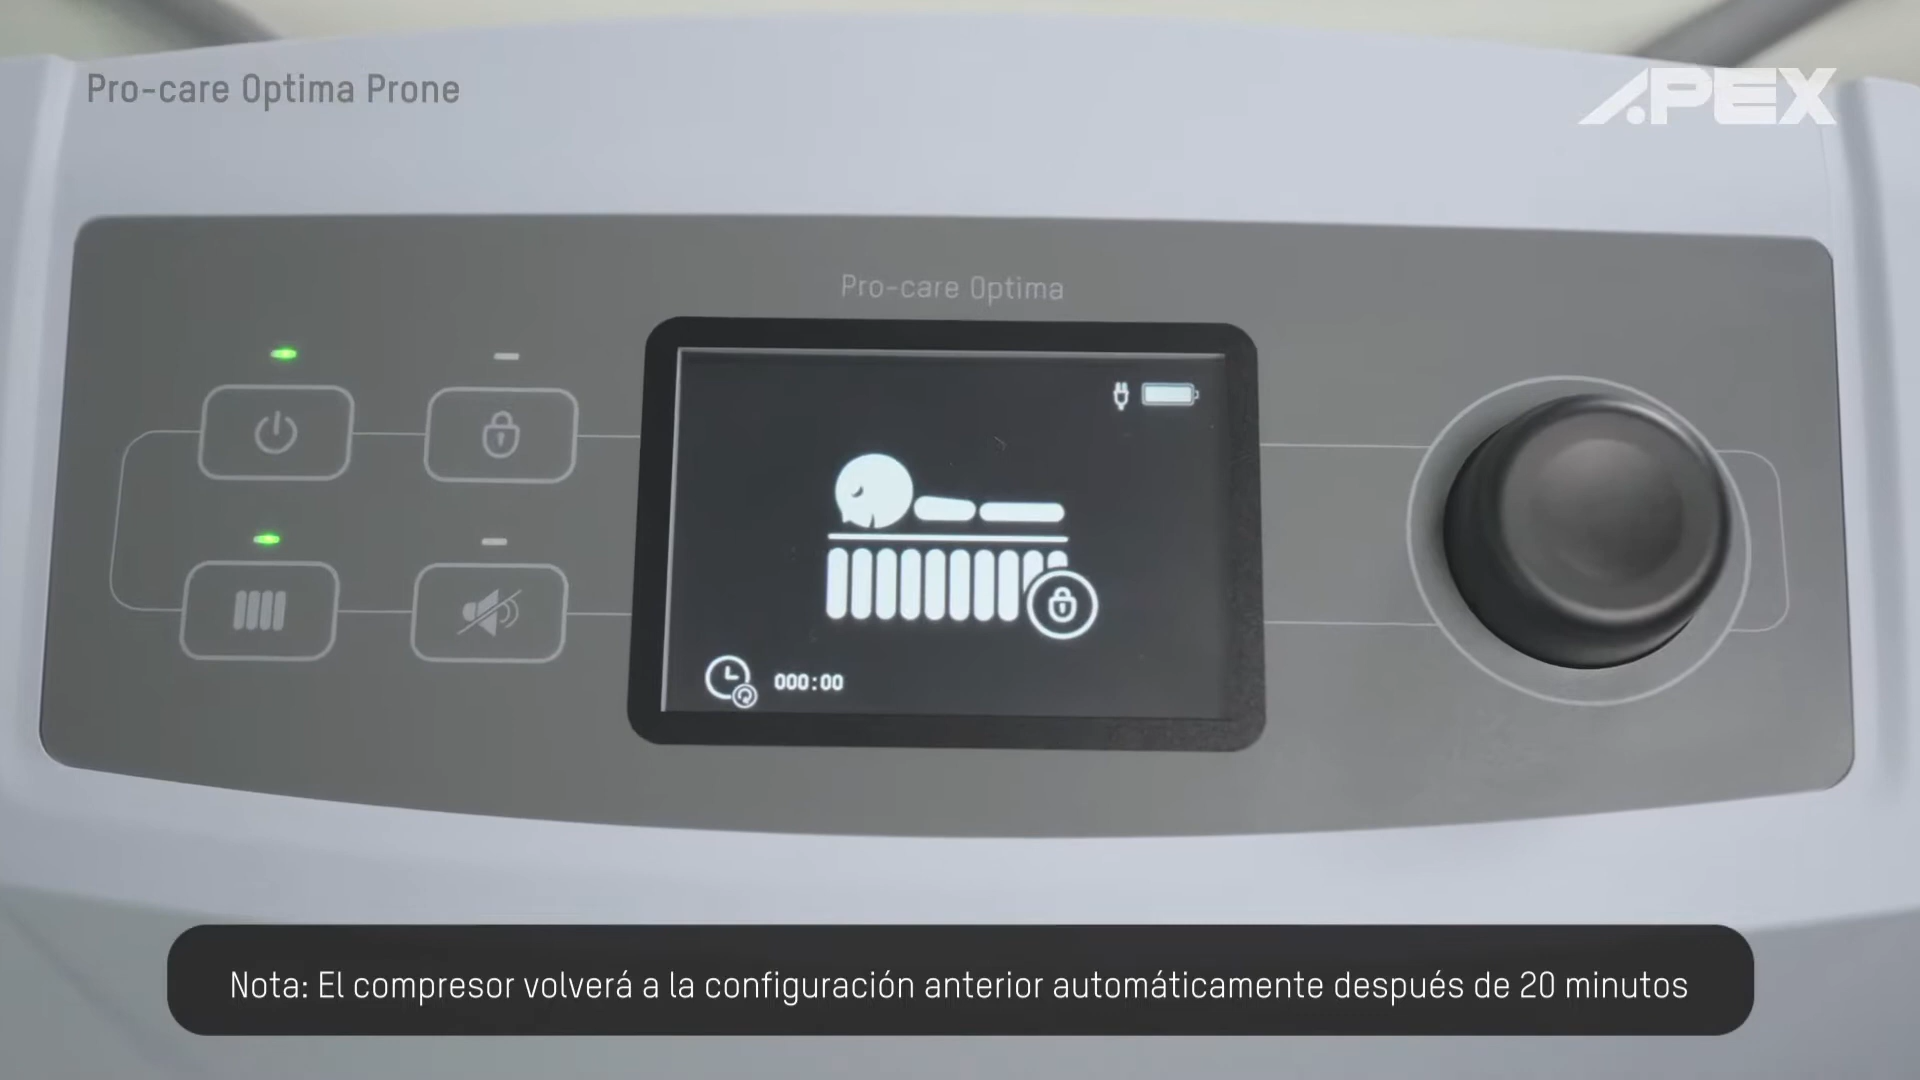 Pro-care Optima Prone
APEX
Pro-care Optima
000:00
Nota: El compresor volverá a la configuración anterior automáticamente después de 20 minutos